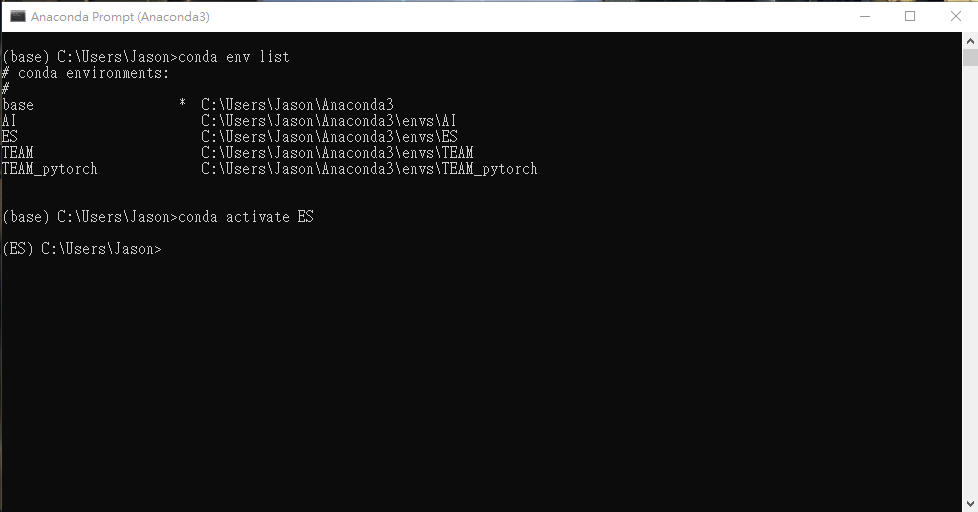 Anaconda Prompt (Anaconda3)
(base) C:\Users\Jason>conda env list
# conda environments:
#
base                  *  C:\Users\Jason\Anaconda3
AI                       C:\Users\Jason\Anaconda3\envs\AI
ES                       C:\Users\Jason\Anaconda3\envs\ES
TEAM                     C:\Users\Jason\Anaconda3\envs\TEAM
TEAM_pytorch             C:\Users\Jason\Anaconda3\envs\TEAM_pytorch
(base) C:\Users\Jason>conda activate ES
(ES) C:\Users\Jason>